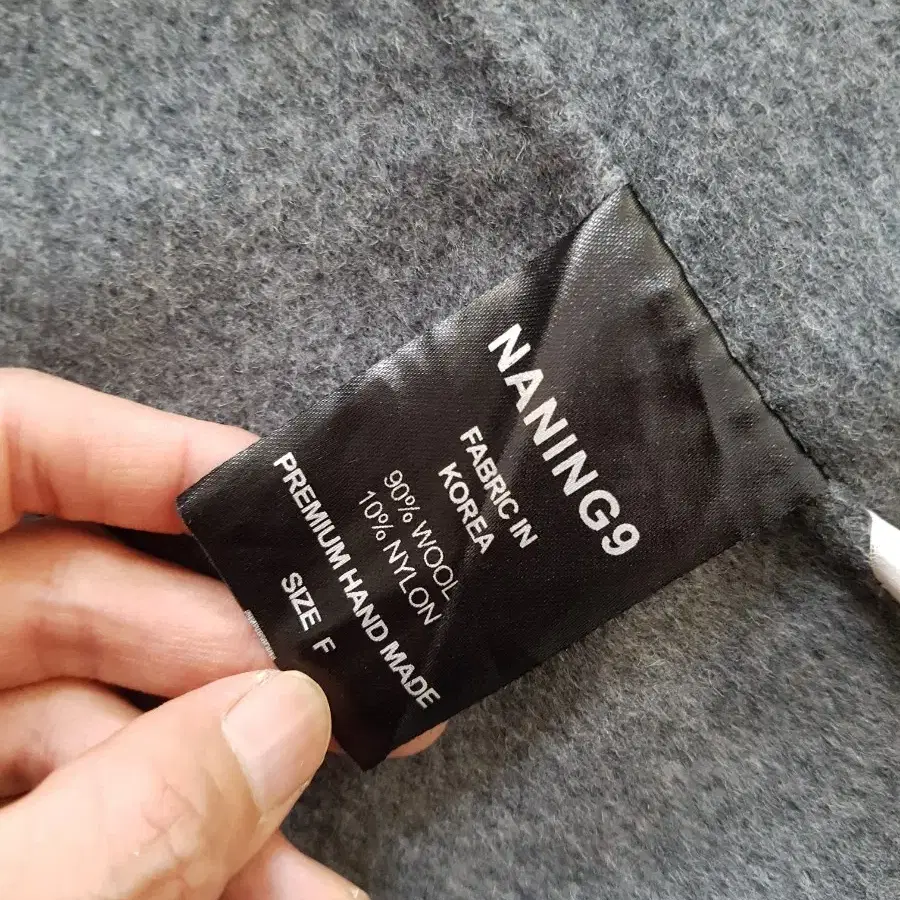 NANING9
FABRIC IN
KOREA
90% WOOL
10% NYLON
PREMIUM HAND MADE
SIZE F